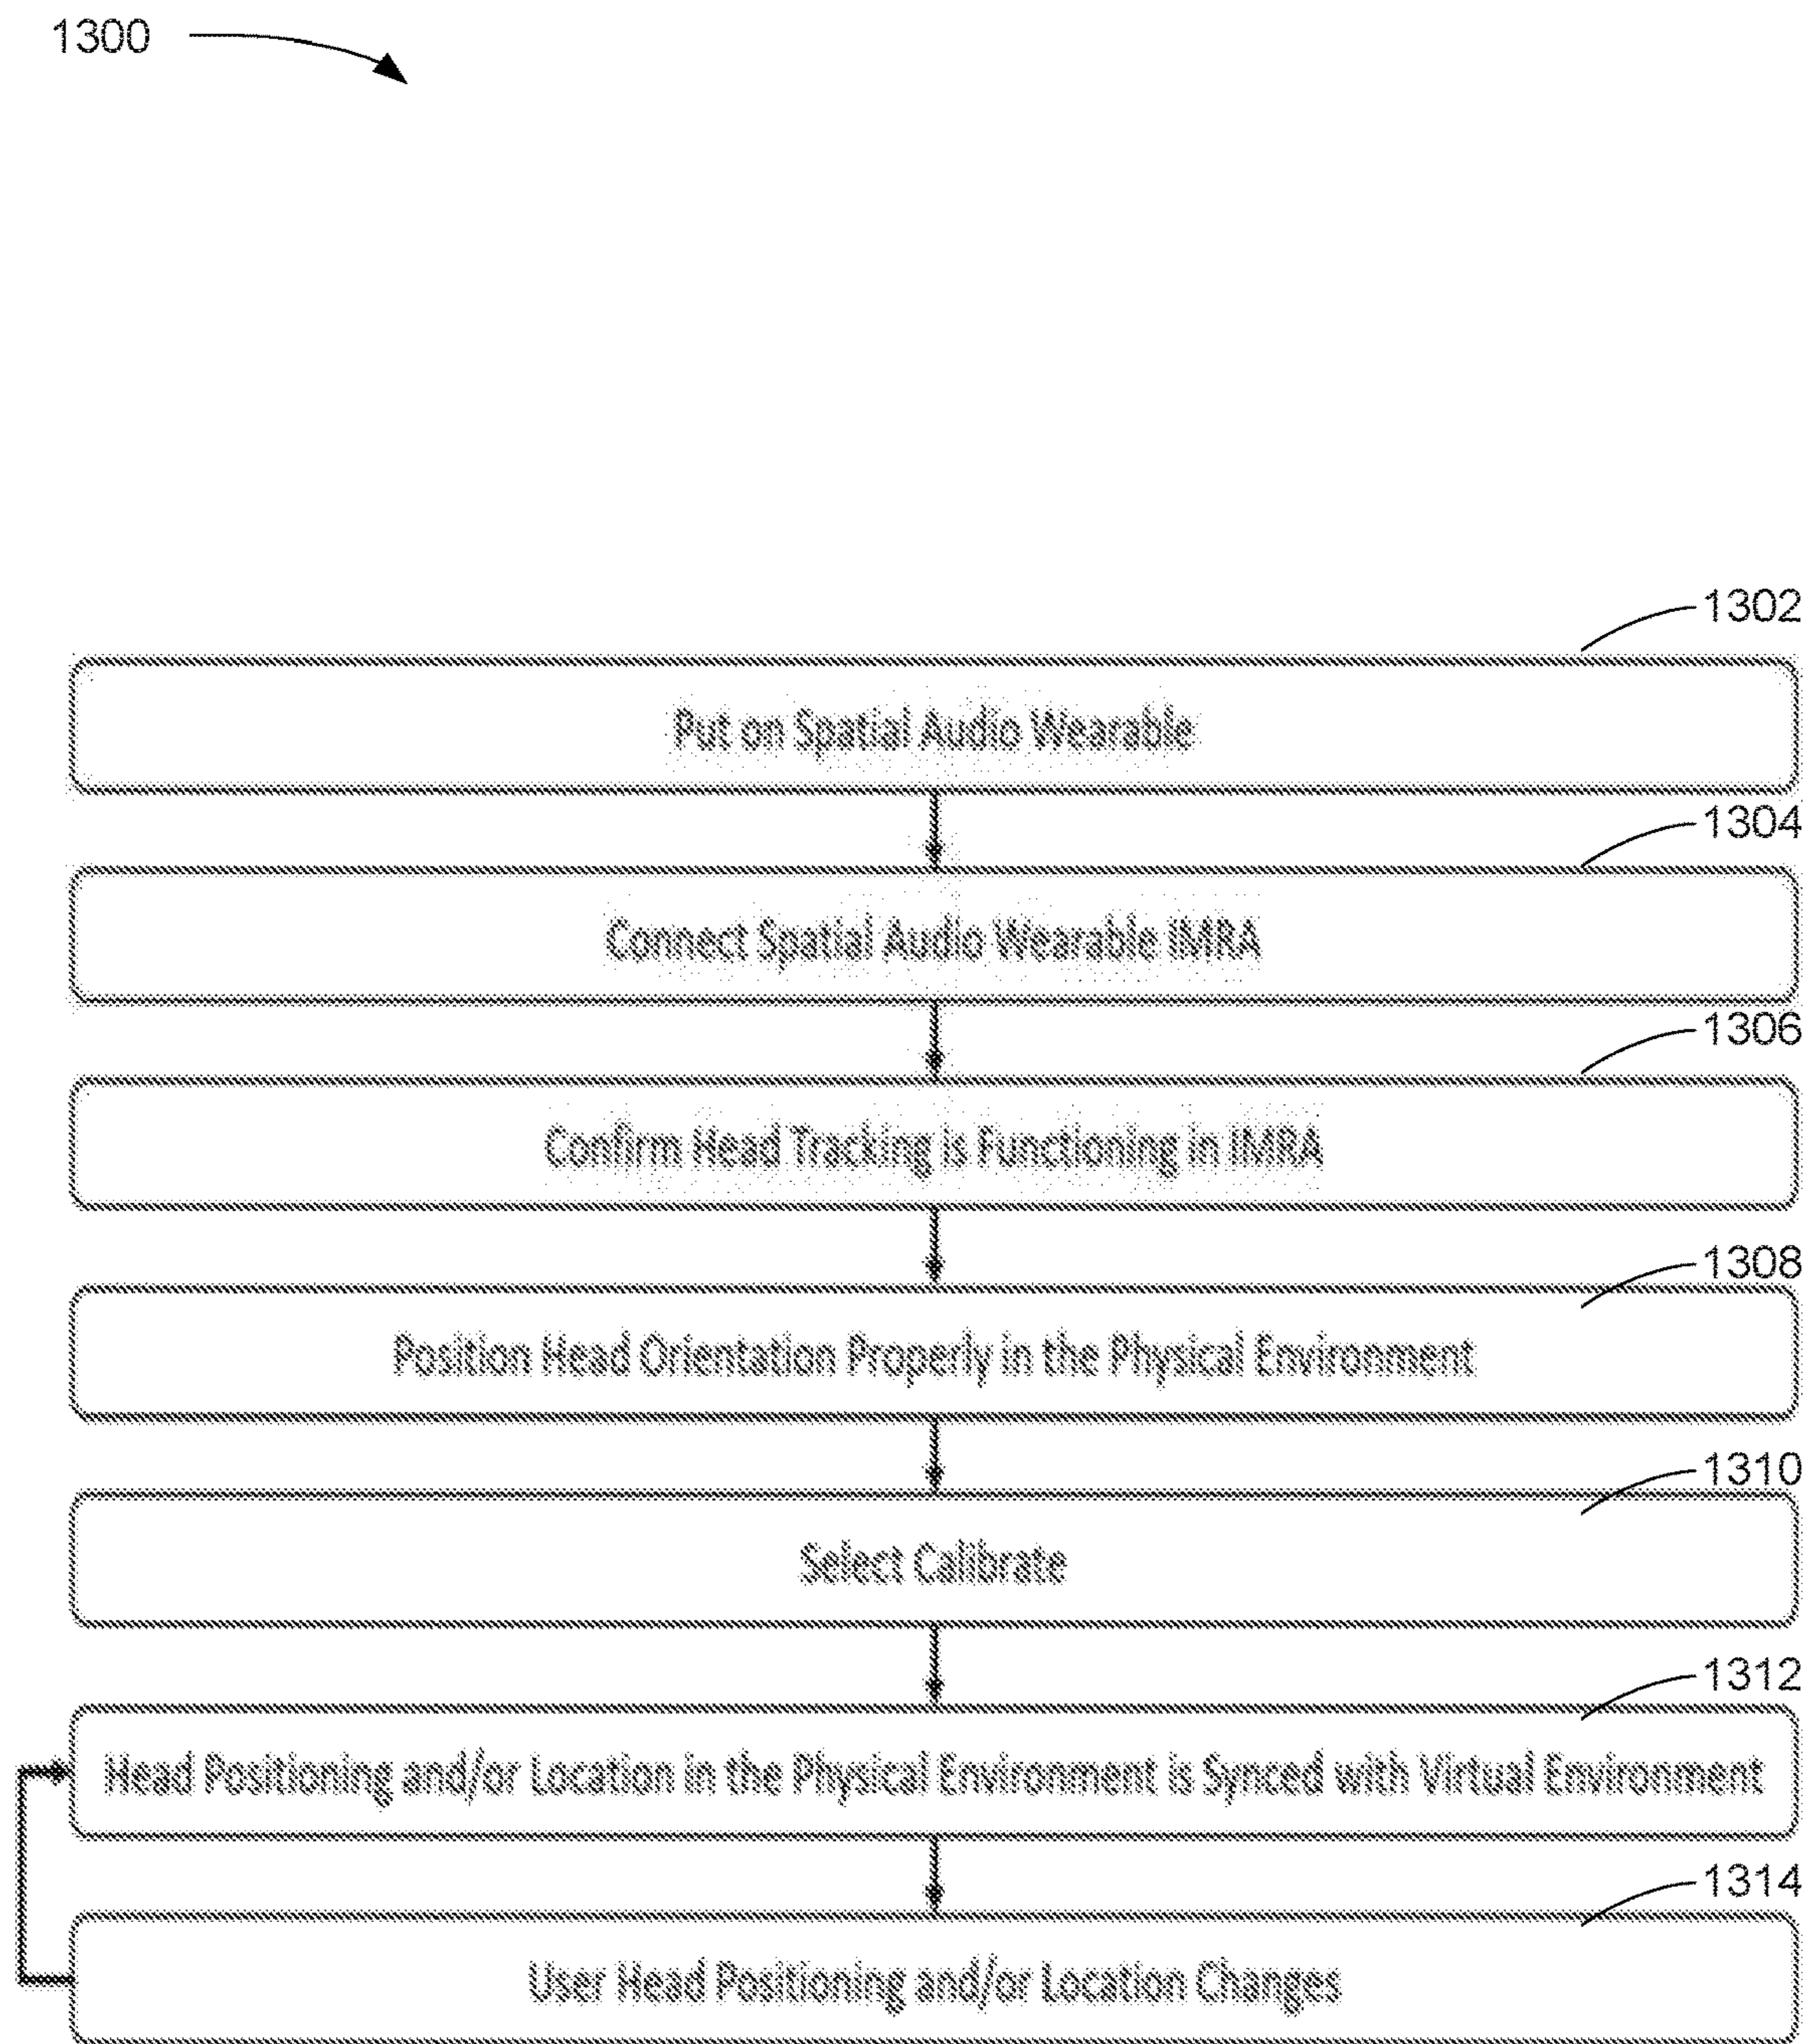 1300
1302
Put on Spatial Audio Wearable
1304
Connect Spatial Audio Wearable IMRA
1306
Confirm Head Tracking is Functioning in IMRA
1308
Position Head Orientation Properly in the Physical Environment
1310
Select Calibrate
1312
Head Positioning and/or Location in the Physical Environment is Synced with Virtual Environment
1314
User Head Positioning and/or Location Changes